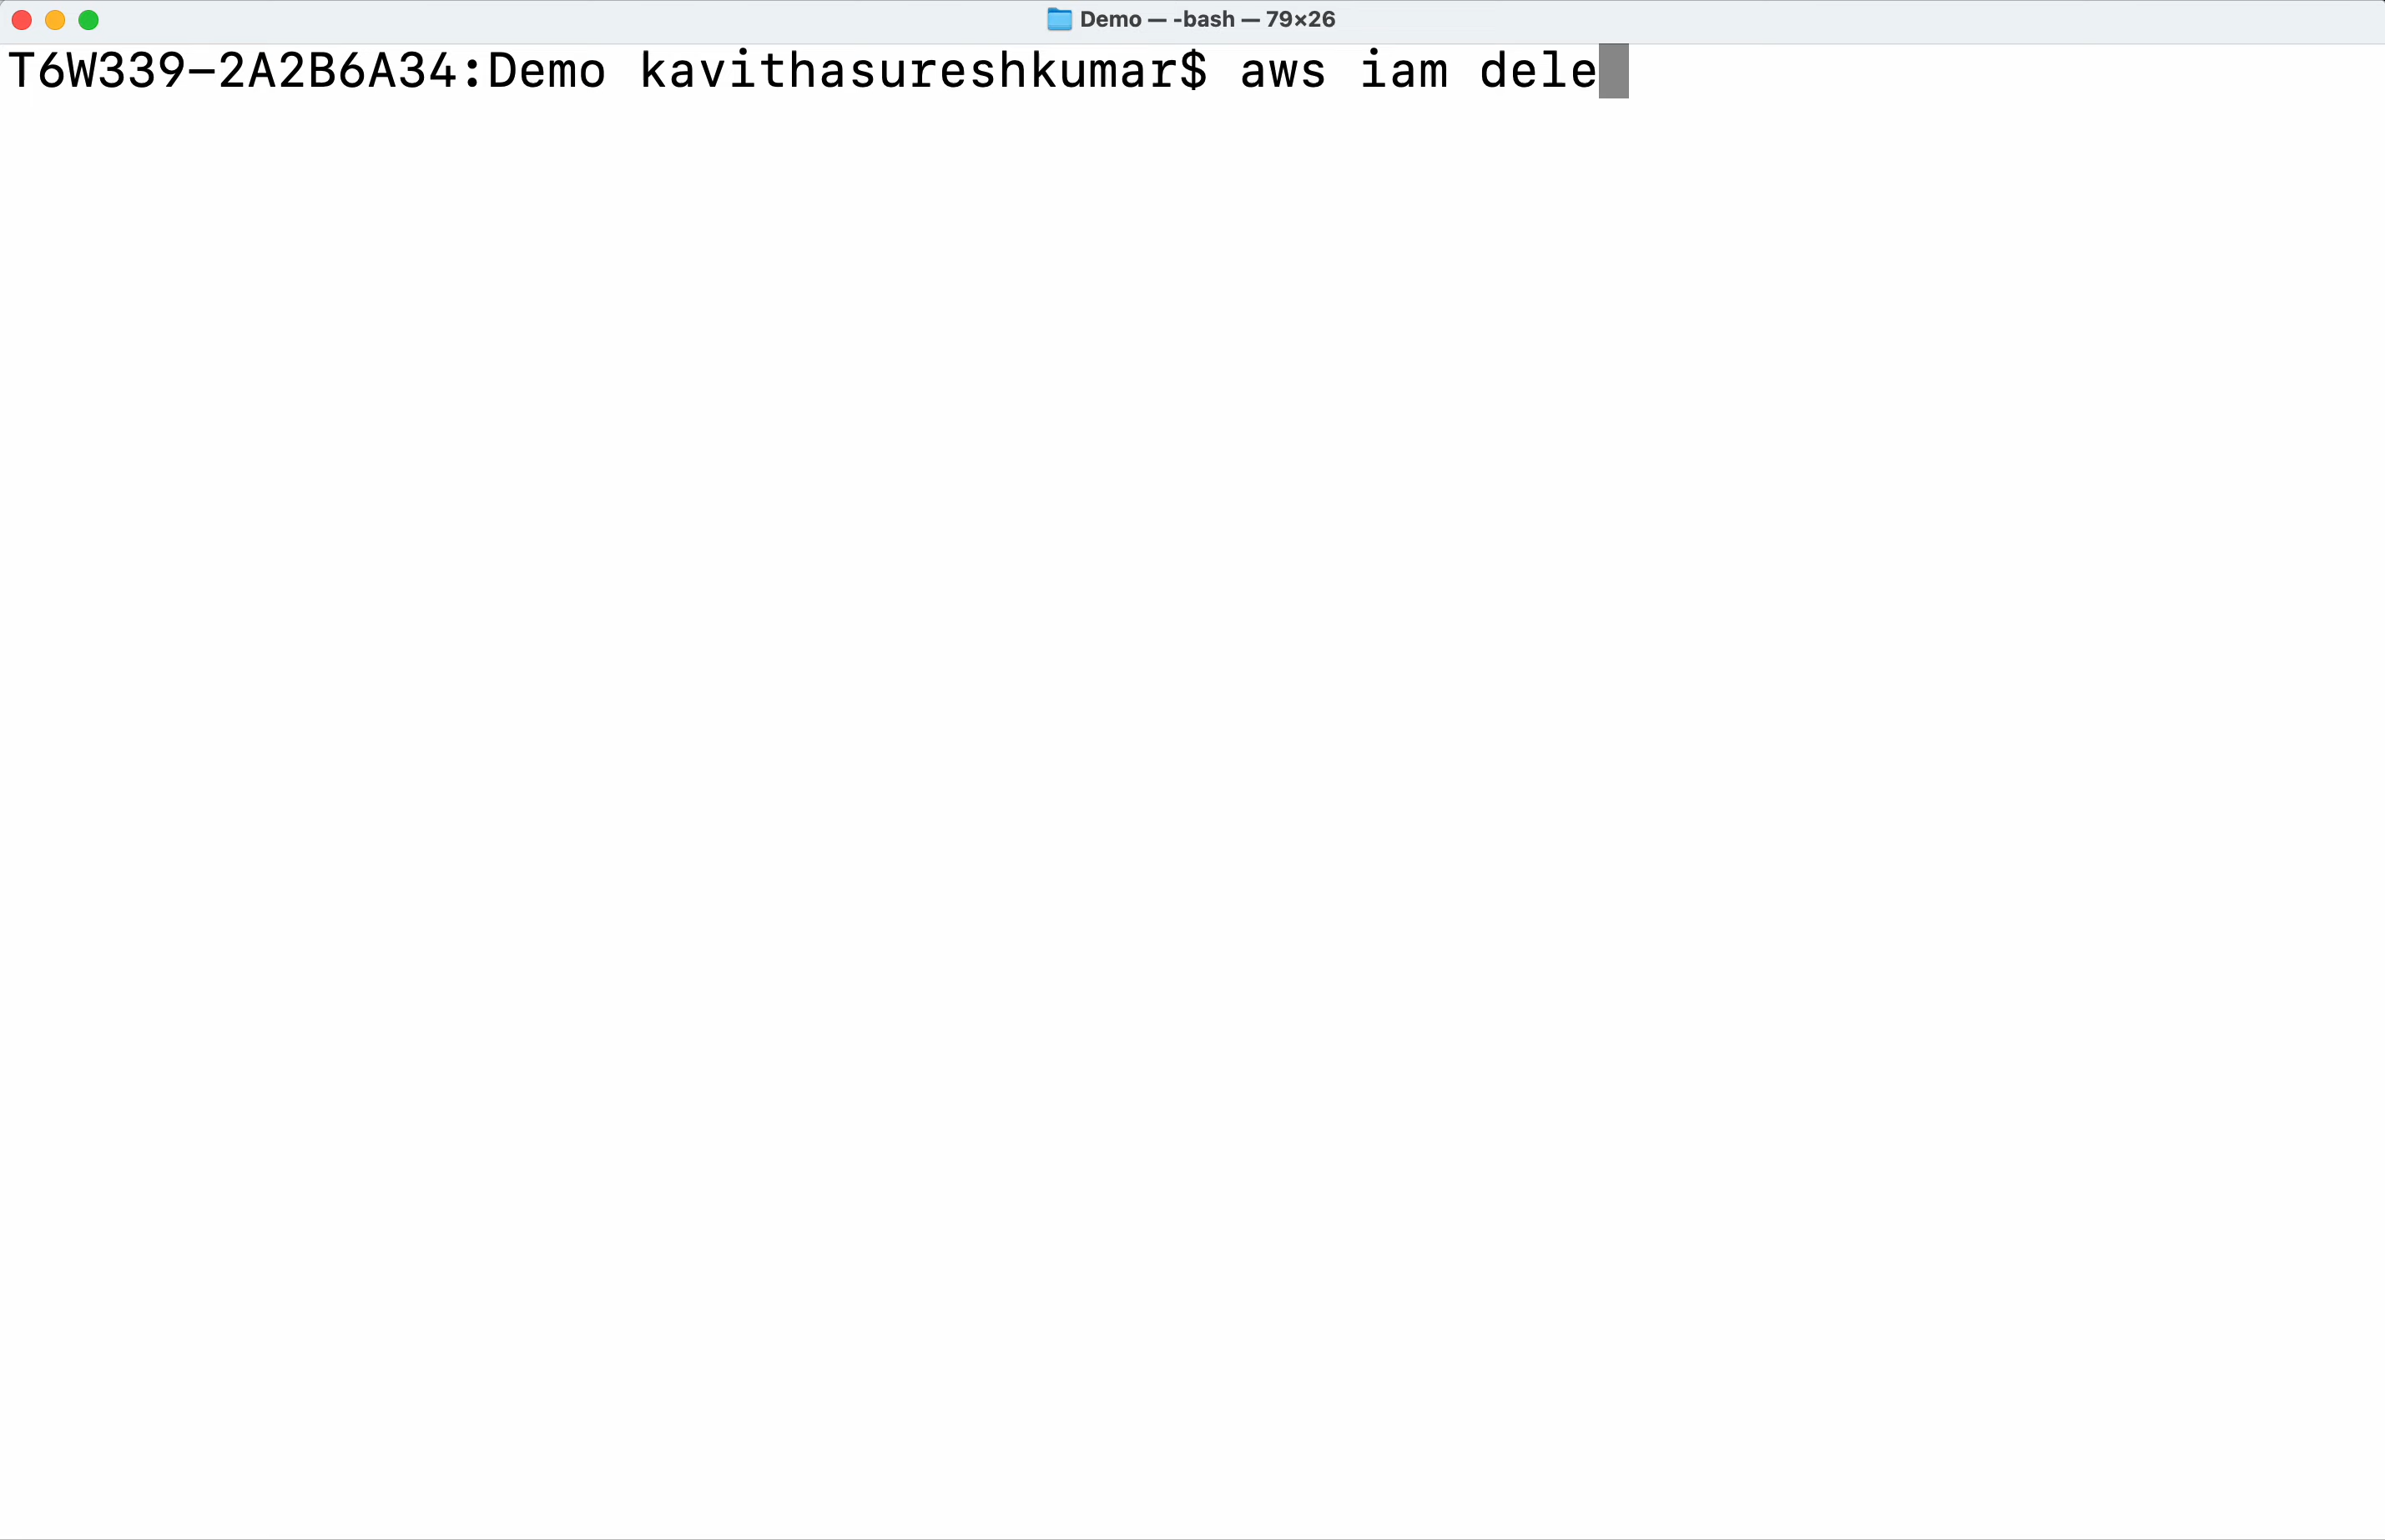 Demo — -bash — 79×26
T6W339-2A2B6A34:Demo kavithasureshkumar$ aws iam dele